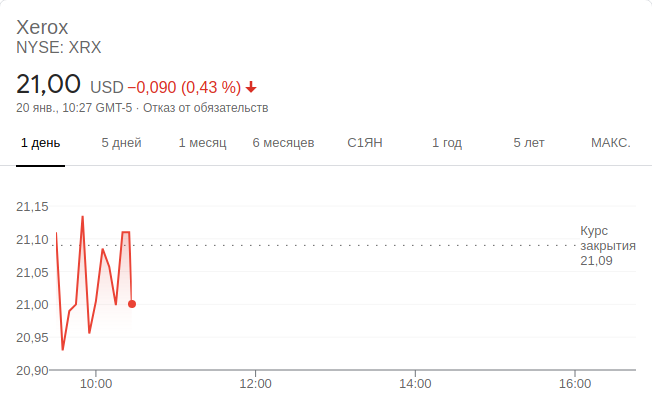 Xerox
NYSE: XRX
21,00 USD −0,090 (0,43 %)
20 янв., 10:27 GMT-5 · Отказ от обязательств
1 день 5 дней 1 месяц 6 месяцев С1ЯН 1 год 5 лет МАКС.
21,15
21,10
21,05
21,00
20,95
20,90
Курс
закрытия
21,09
10:00 12:00 14:00 16:00